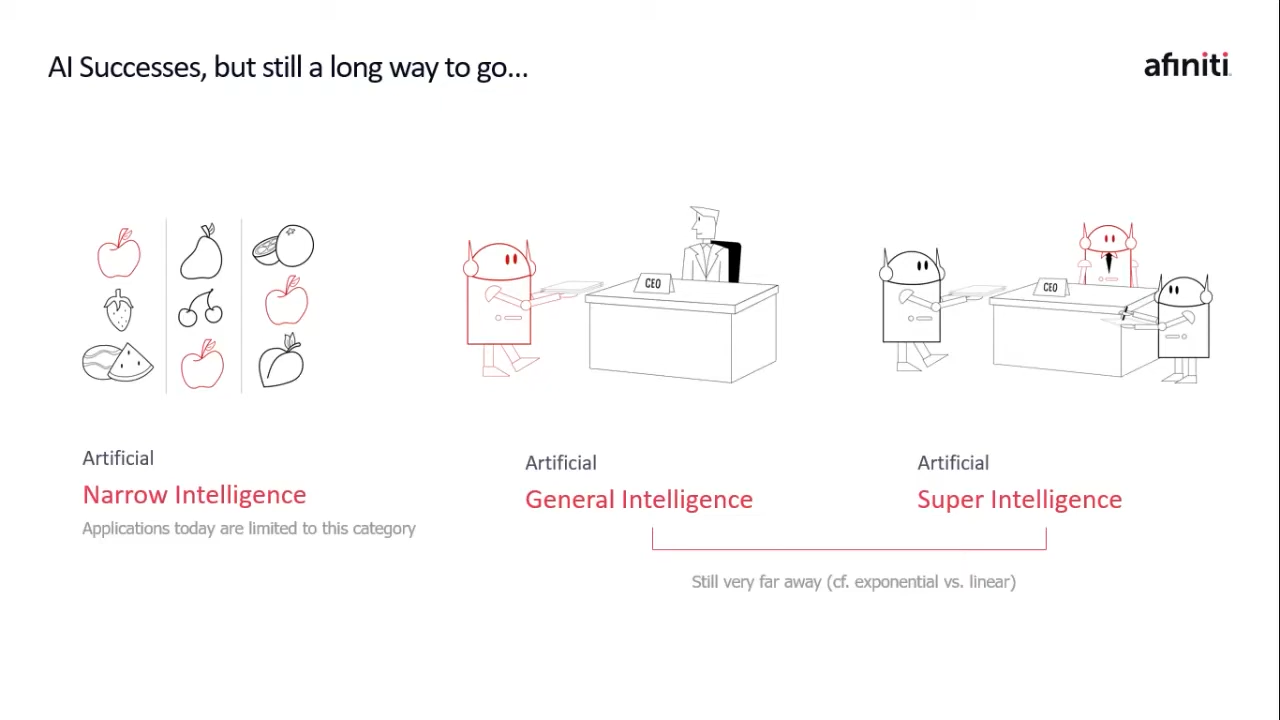 AI Successes, but still a long way to go...
afiniti
CEO
CEO
Artificial
Narrow Intelligence
Applications today are limited to this category
Artificial
General Intelligence
Artificial
Super Intelligence
Still very far away (cf. exponential vs. linear)